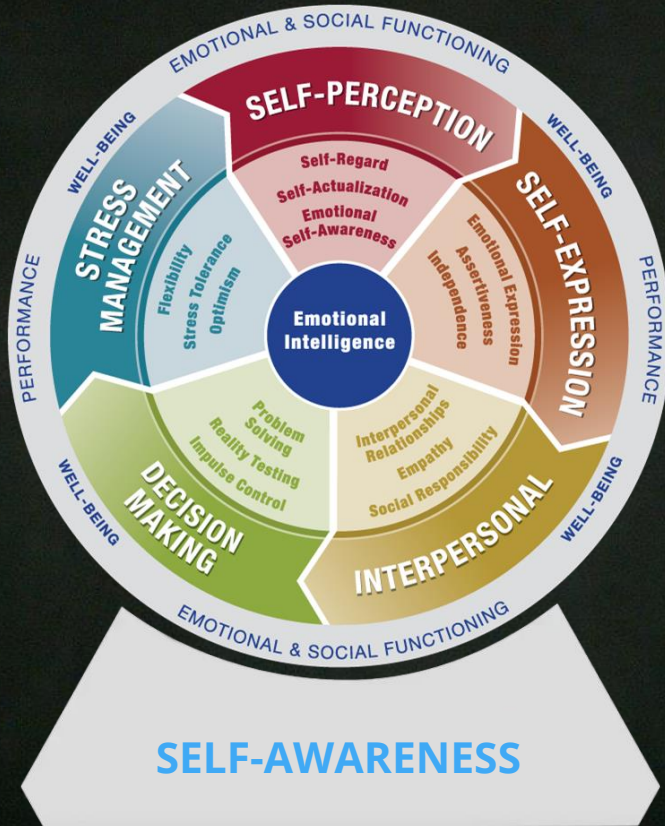 EMOTIONAL & SOCIAL FUNCTIONING
WELL-BEING
WELL-BEING
PERFORMANCE
PERFORMANCE
SELF-PERCEPTION
Self-Regard
Self-Actualization
Emotional
Self-Awareness
SELF-EXPRESSION
Emotional Expression
Assertiveness
Independence
STRESS
MANAGEMENT
Flexibility
Stress Tolerance
Optimism
Emotional
Intelligence
INTERPERSONAL
Interpersonal
Relationships
Empathy
Social Responsibility
DECISION
MAKING
Problem
Solving
Reality Testing
Impulse Control
WELL-BEING
WELL-BEING
EMOTIONAL & SOCIAL FUNCTIONING
SELF-AWARENESS